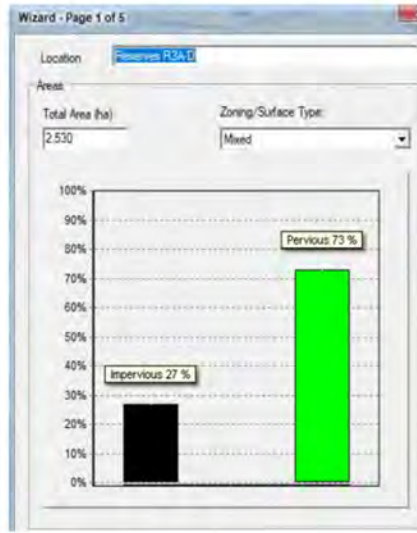 Wizard - Page 1 of 5
Location Reserves R3A-D
Areas
Total Area (ha) Zoning/Surface Type:
2.530 Mixed
100%
90%
Pervious 73 %
80%
70%
60%
50%
40%
Impervious 27 %
30%
20%
10%
0%